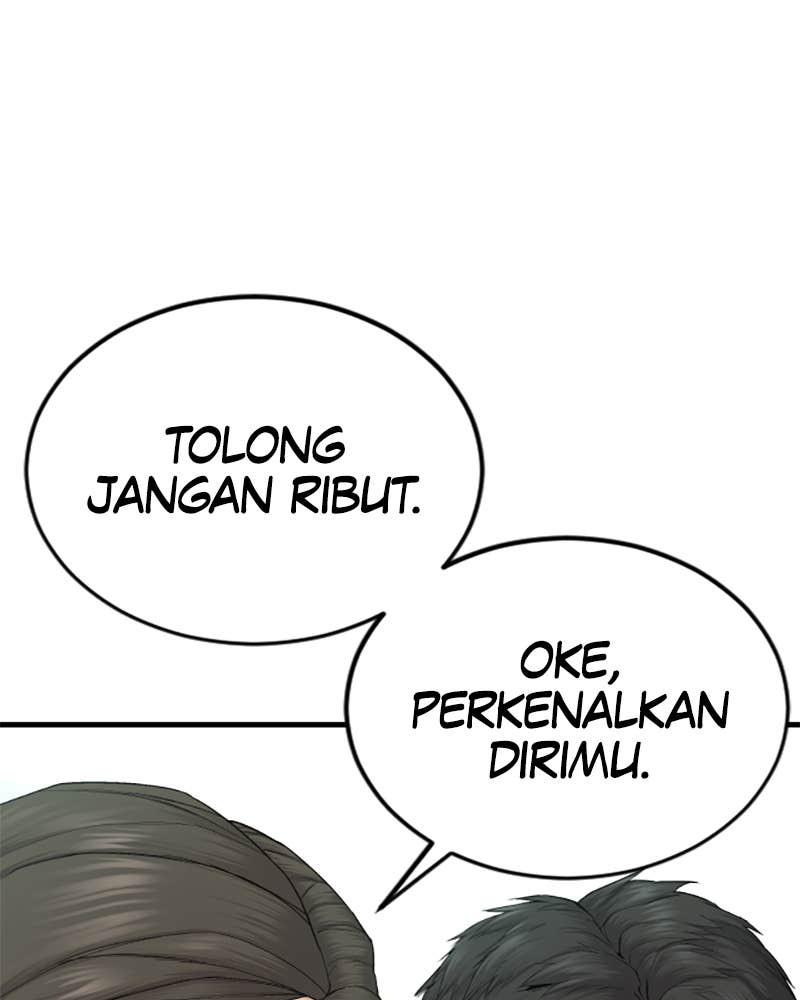 TOLONG
JANGAN RIBUT.
OKE,
PERKENALKAN
DIRIMU.